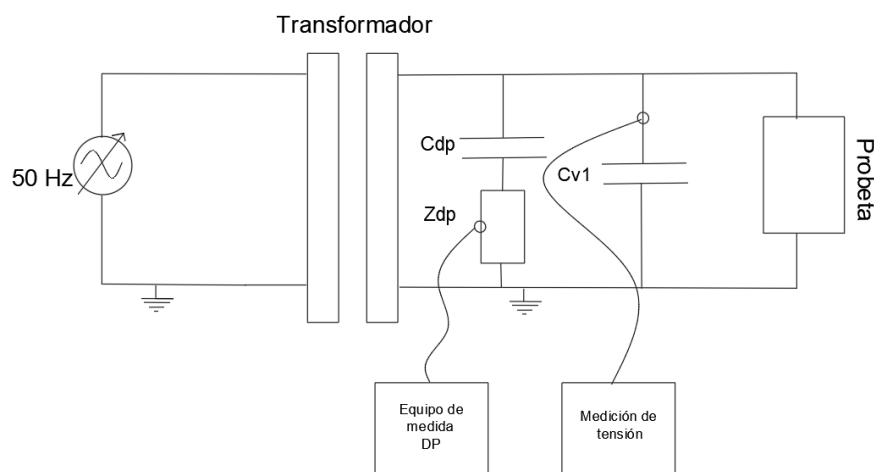 Transformador
50 Hz
Cdp
Zdp
Cv1
Probeta
Equipo de
medida
DP
Medición de
tensión